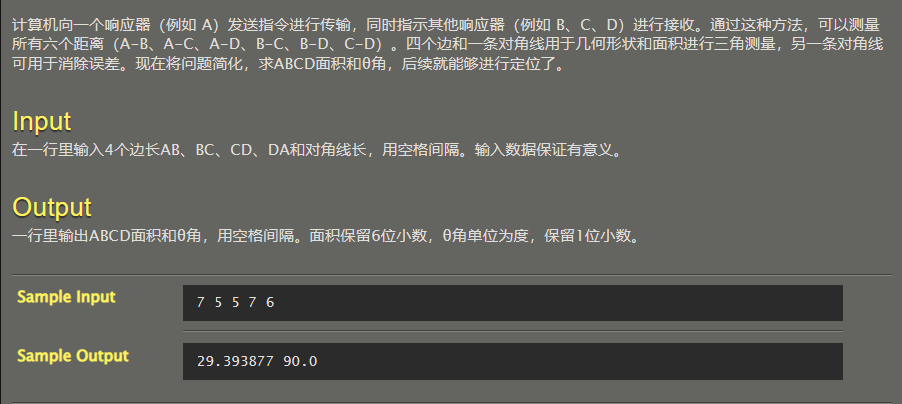 计算机向一个响应器（例如 A）发送指令进行传输，同时指示其他响应器（例如 B、C、D）进行接收。通过这种方法，可以测量
所有六个距离（A-B、A-C、A-D、B-C、B-D、C-D）。四个边和一条对角线用于几何形状和面积进行三角测量，另一条对角线
可用于消除误差。现在将问题简化，求ABCD面积和θ角，后续就能够进行定位了。
Input
在一行里输入4个边长AB、BC、CD、DA和对角线长，用空格间隔。输入数据保证有意义。
Output
一行里输出ABCD面积和θ角，用空格间隔。面积保留6位小数，θ角单位为度，保留1位小数。
Sample Input
7 5 5 7 6
Sample Output
29.393877 90.0